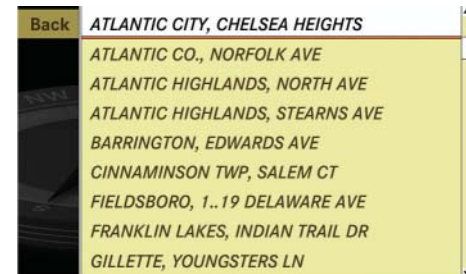 Back
ATLANTIC CITY, CHELSEA HEIGHTS
ATLANTIC CO., NORFOLK AVE
ATLANTIC HIGHLANDS, NORTH AVE
ATLANTIC HIGHLANDS, STEARNS AVE
BARRINGTON, EDWARDS AVE
CINNAMINSON TWP, SALEM CT
FIELDSBORO, 1..19 DELAWARE AVE
FRANKLIN LAKES, INDIAN TRAIL DR
GILLETTE, YOUNGSTERS LN
NW